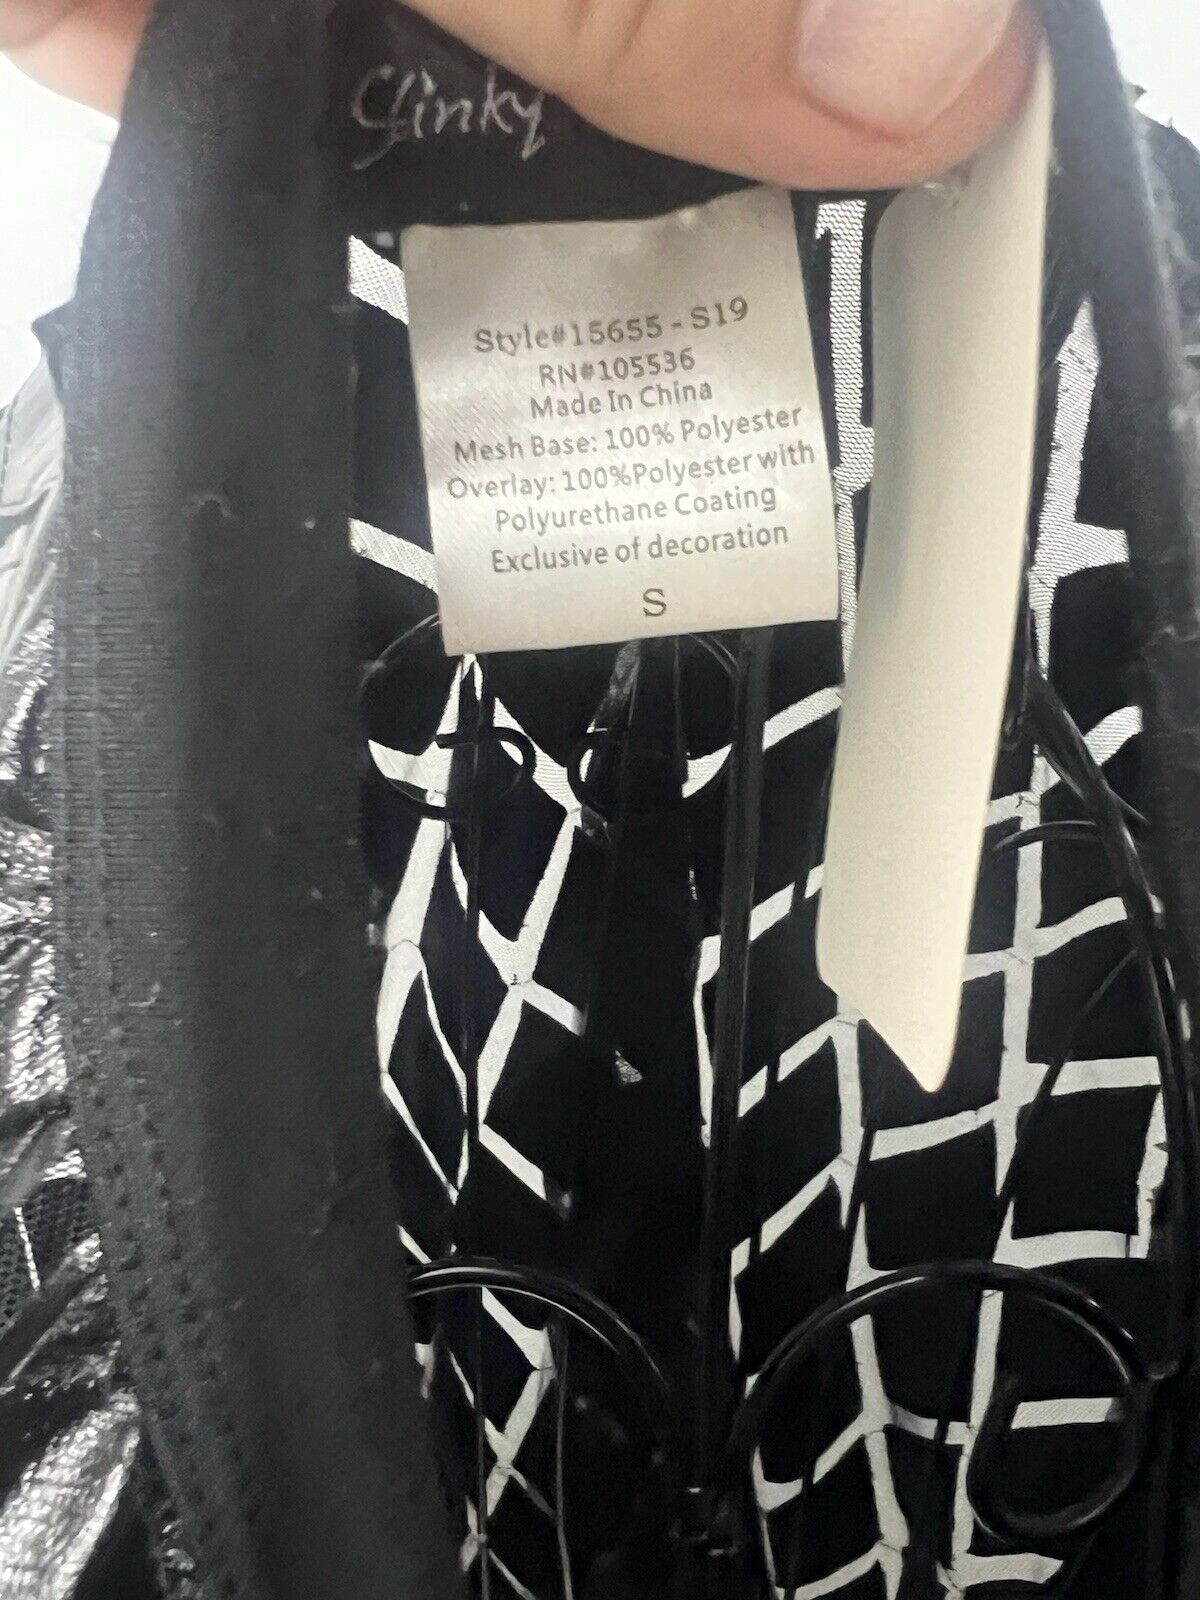 Clinky
Style#15655 - S19
RN#105536
Made In China
Mesh Base: 100% Polyester
Overlay: 100%Polyester with
Polyurethane Coating
Exclusive of decoration
S